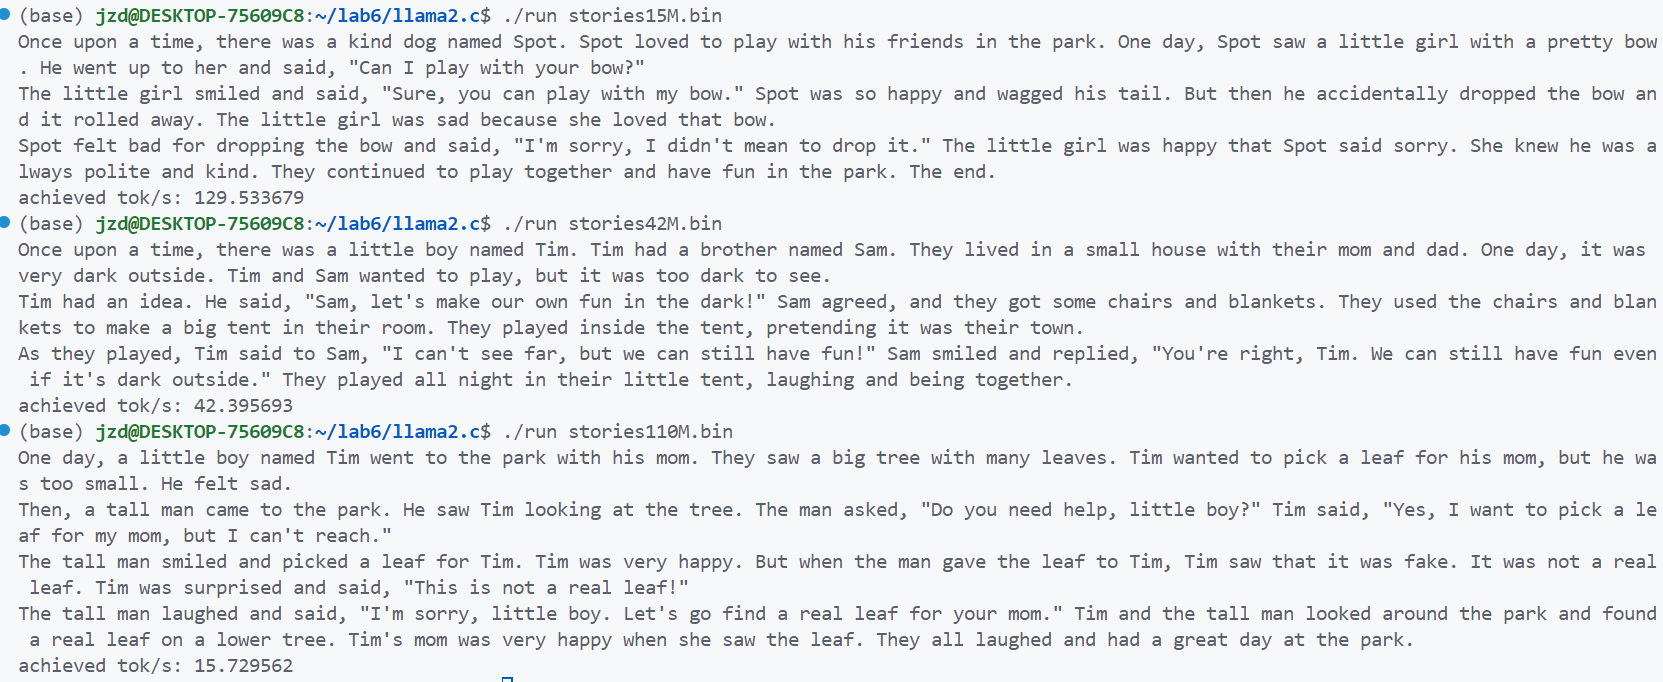 (base) jzd@DESKTOP-75609C8:~/lab6/llama2.c$ ./run stories15M.bin
Once upon a time, there was a kind dog named Spot. Spot loved to play with his friends in the park. One day, Spot saw a little girl with a pretty bow
. He went up to her and said, "Can I play with your bow?"
The little girl smiled and said, "Sure, you can play with my bow." Spot was so happy and wagged his tail. But then he accidentally dropped the bow an
d it rolled away. The little girl was sad because she loved that bow.
Spot felt bad for dropping the bow and said, "I'm sorry, I didn't mean to drop it." The little girl was happy that Spot said sorry. She knew he was a
lways polite and kind. They continued to play together and have fun in the park. The end.
achieved tok/s: 129.533679
(base) jzd@DESKTOP-75609C8:~/lab6/llama2.c$ ./run stories42M.bin
Once upon a time, there was a little boy named Tim. Tim had a brother named Sam. They lived in a small house with their mom and dad. One day, it was
very dark outside. Tim and Sam wanted to play, but it was too dark to see.
Tim had an idea. He said, "Sam, let's make our own fun in the dark!" Sam agreed, and they got some chairs and blankets. They used the chairs and blan
kets to make a big tent in their room. They played inside the tent, pretending it was their town.
As they played, Tim said to Sam, "I can't see far, but we can still have fun!" Sam smiled and replied, "You're right, Tim. We can still have fun even
 if it's dark outside." They played all night in their little tent, laughing and being together.
achieved tok/s: 42.395693
(base) jzd@DESKTOP-75609C8:~/lab6/llama2.c$ ./run stories110M.bin
One day, a little boy named Tim went to the park with his mom. They saw a big tree with many leaves. Tim wanted to pick a leaf for his mom, but he wa
s too small. He felt sad.
Then, a tall man came to the park. He saw Tim looking at the tree. The man asked, "Do you need help, little boy?" Tim said, "Yes, I want to pick a le
af for my mom, but I can't reach."
The tall man smiled and picked a leaf for Tim. Tim was very happy. But when the man gave the leaf to Tim, Tim saw that it was fake. It was not a real
 leaf. Tim was surprised and said, "This is not a real leaf!"
The tall man laughed and said, "I'm sorry, little boy. Let's go find a real leaf for your mom." Tim and the tall man looked around the park and found
 a real leaf on a lower tree. Tim's mom was very happy when she saw the leaf. They all laughed and had a great day at the park.
achieved tok/s: 15.729562